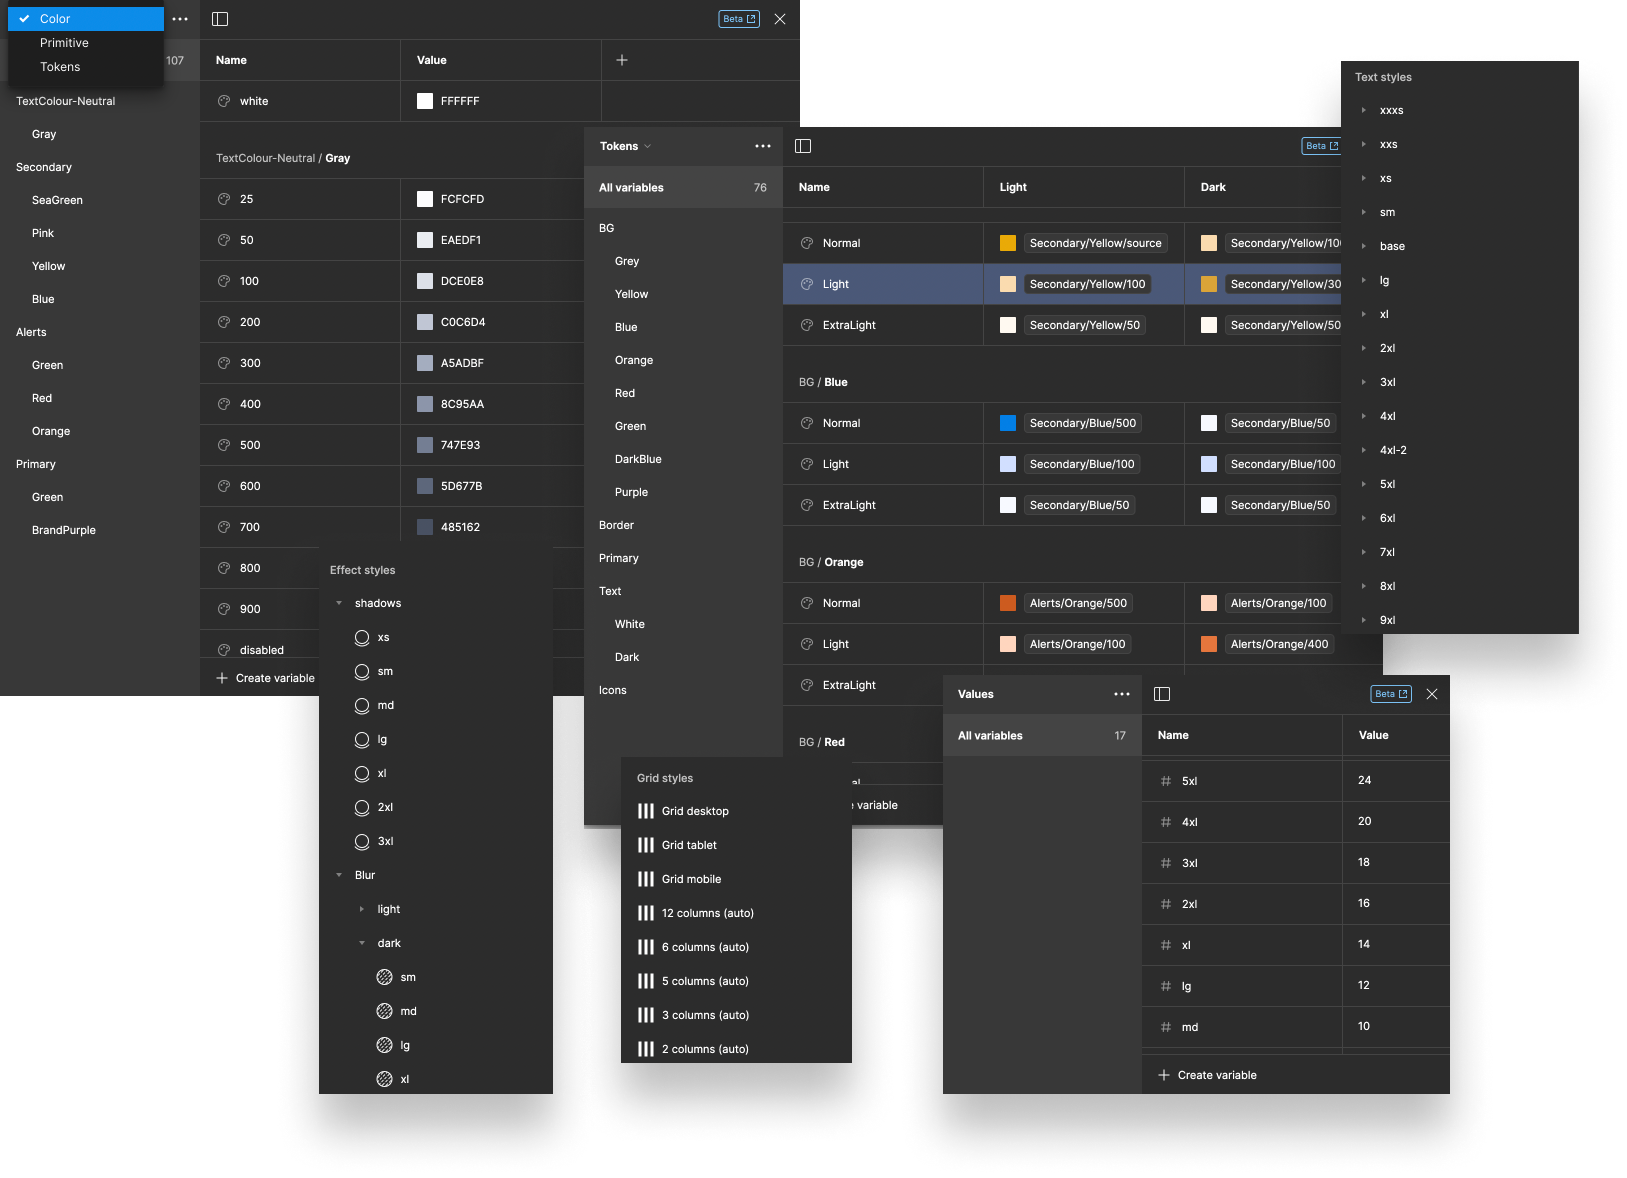 Color
Primitive
Tokens
107
TextColour-Neutral
Gray
Secondary
SeaGreen
Pink
Yellow
Blue
Alerts
Green
Red
Orange
Primary
Green
BrandPurple
Beta
Name
Value
white
FFFFFF
TextColour-Neutral / Gray
25
FCFCFD
50
EAEDF1
100
DCE0E8
200
C0C6D4
300
A5ADBF
400
8C95AA
500
747E93
600
5D677B
700
485162
800
900
disabled
Create variable
Tokens
All variables
76
BG
Grey
Yellow
Blue
Orange
Red
Green
DarkBlue
Purple
Border
Primary
Text
White
Dark
Icons
Beta
Name
Light
Dark
Normal
Secondary/Yellow/source
Secondary/Yellow/10
Light
Secondary/Yellow/100
Secondary/Yellow/30
ExtraLight
Secondary/Yellow/50
Secondary/Yellow/50
BG / Blue
Normal
Secondary/Blue/500
Secondary/Blue/50
Light
Secondary/Blue/100
Secondary/Blue/100
ExtraLight
Secondary/Blue/50
Secondary/Blue/50
BG / Orange
Normal
Alerts/Orange/500
Alerts/Orange/100
Light
Alerts/Orange/100
Alerts/Orange/400
ExtraLight
BG / Red
variable
Text styles
xxxs
xxs
xs
sm
base
lg
xl
2xl
3xl
4xl
4xl-2
5xl
6xl
7xl
8xl
9xl
Effect styles
shadows
xs
sm
md
lg
xl
2xl
3xl
Blur
light
dark
sm
md
lg
xl
Grid styles
Grid desktop
Grid tablet
Grid mobile
12 columns (auto)
6 columns (auto)
5 columns (auto)
3 columns (auto)
2 columns (auto)
Values
All variables
17
Beta
Name
Value
5xl
24
4xl
20
3xl
18
2xl
16
xl
14
lg
12
md
10
Create variable